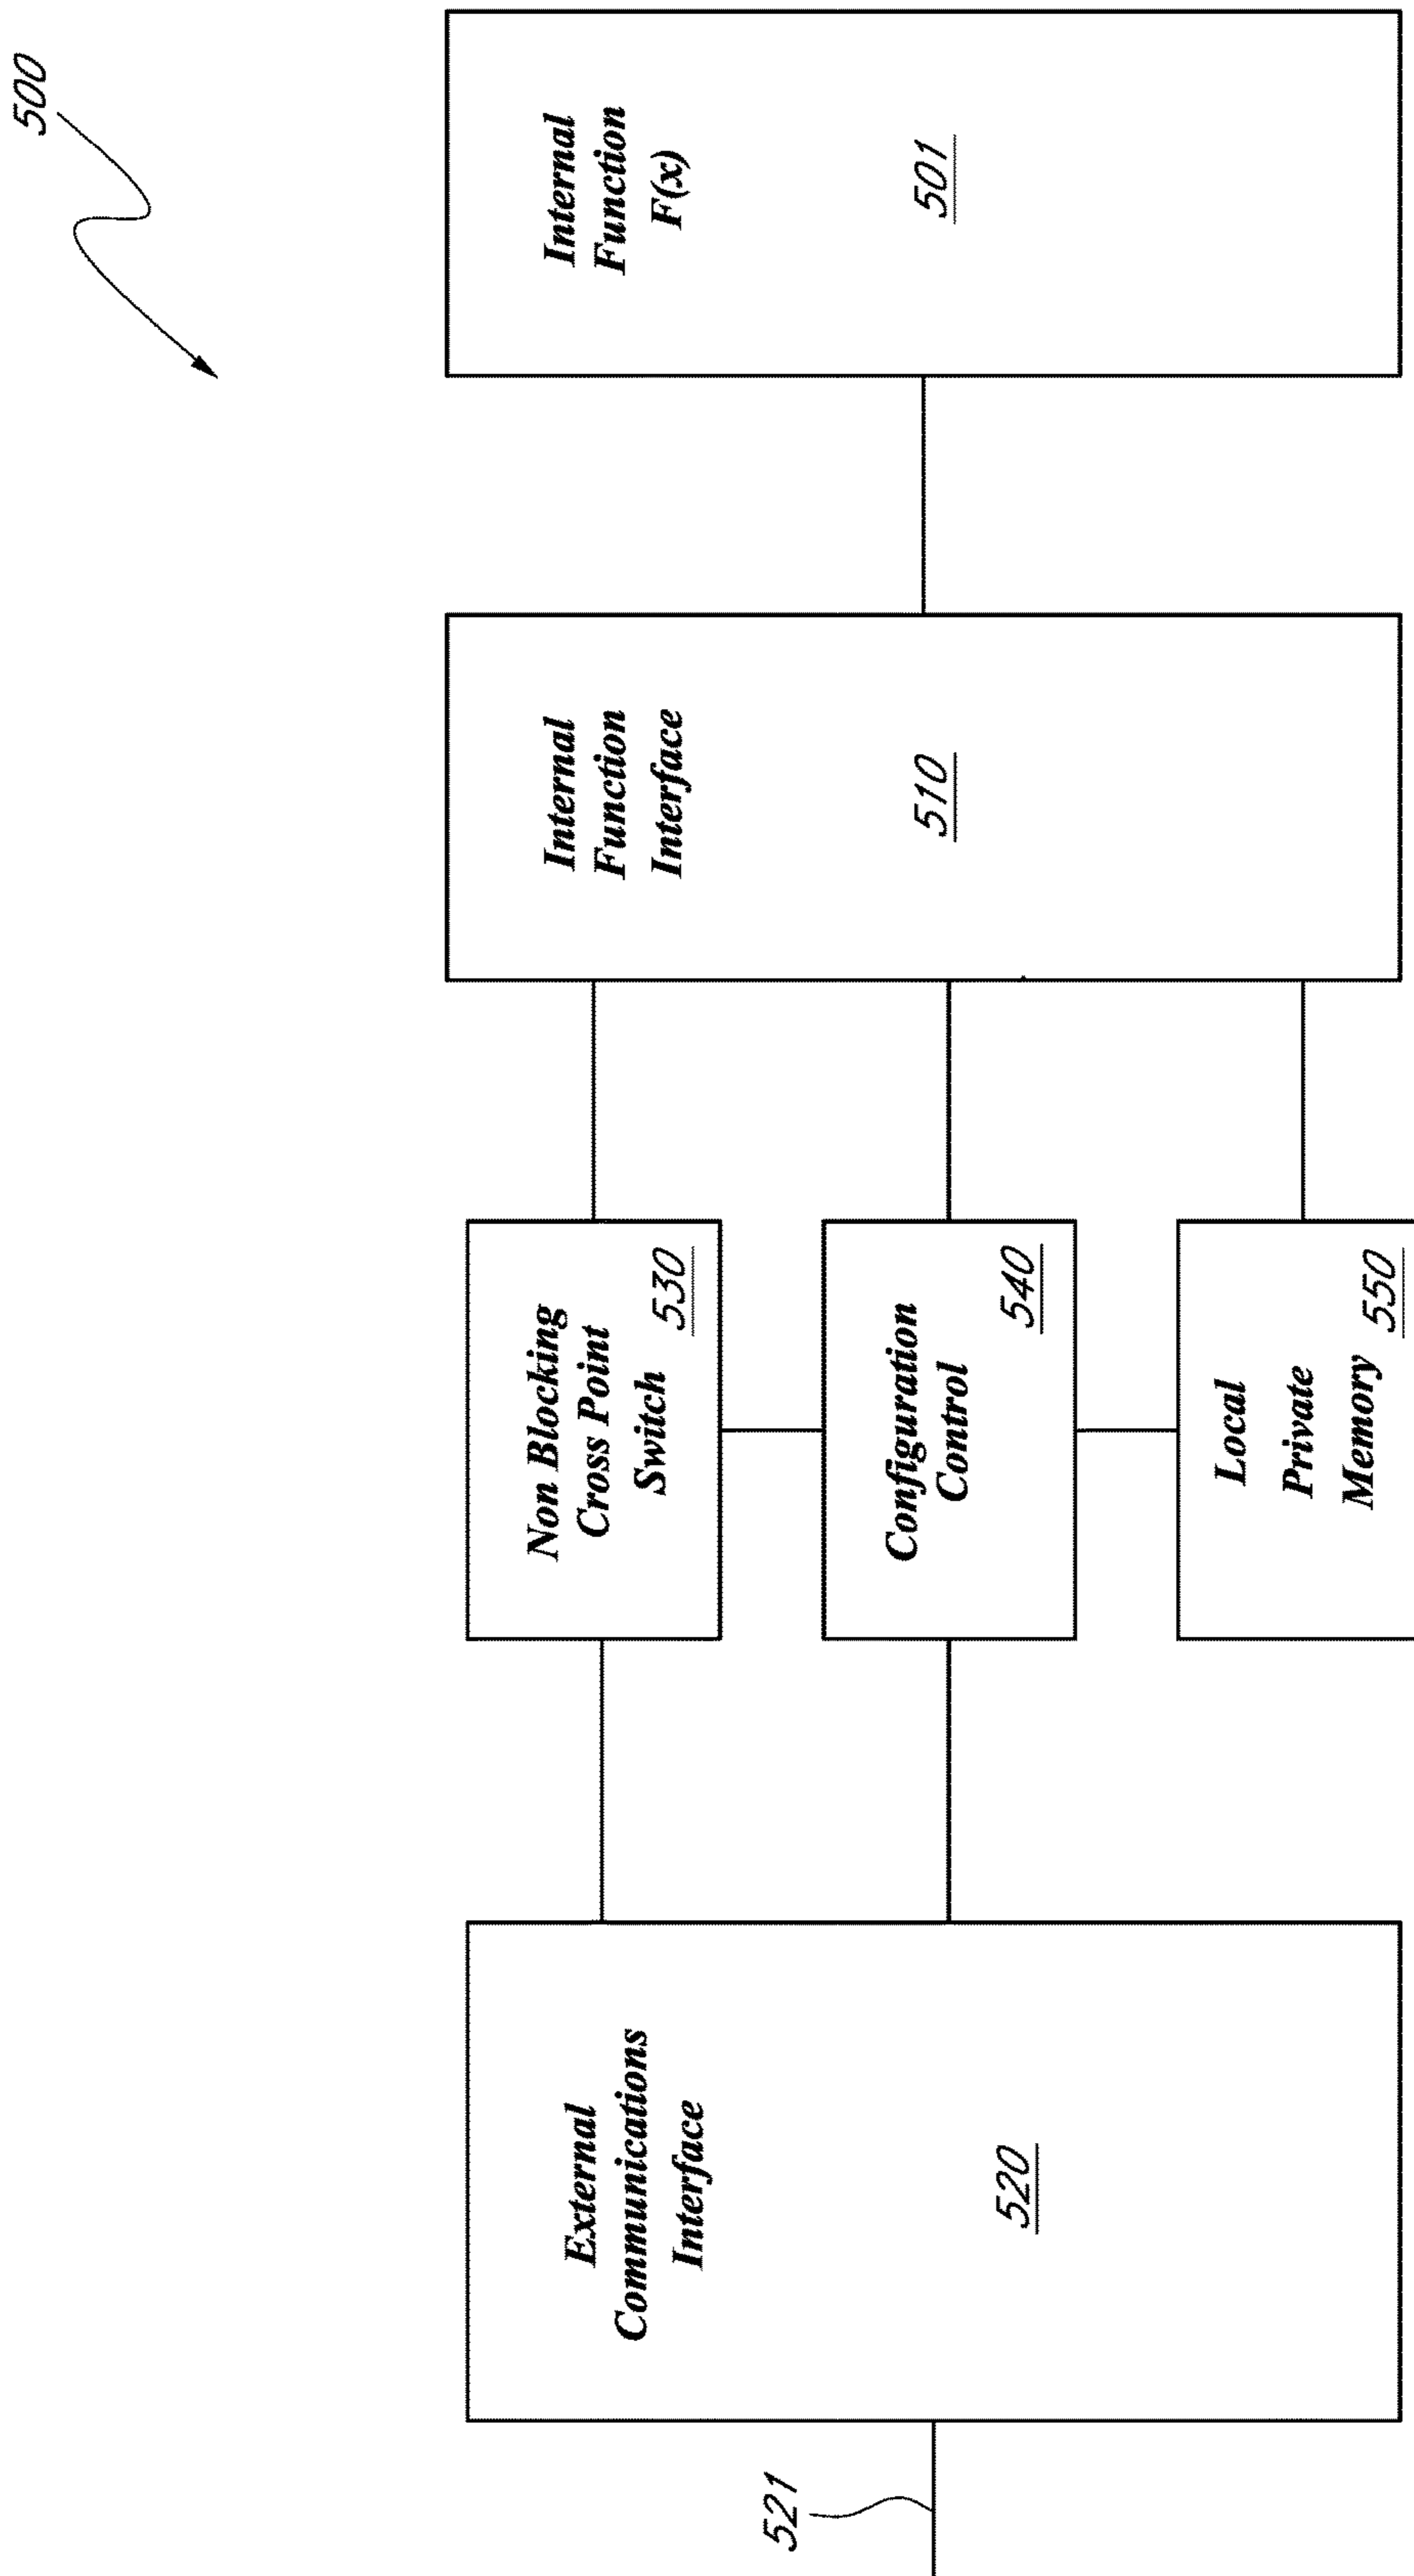 500
Internal
Function
F(x)
501
Internal
Function
Interface
510
Non Blocking
Cross Point
Switch
530
Configuration
Control
540
Local
Private
Memory
550
External
Communications
Interface
520
521